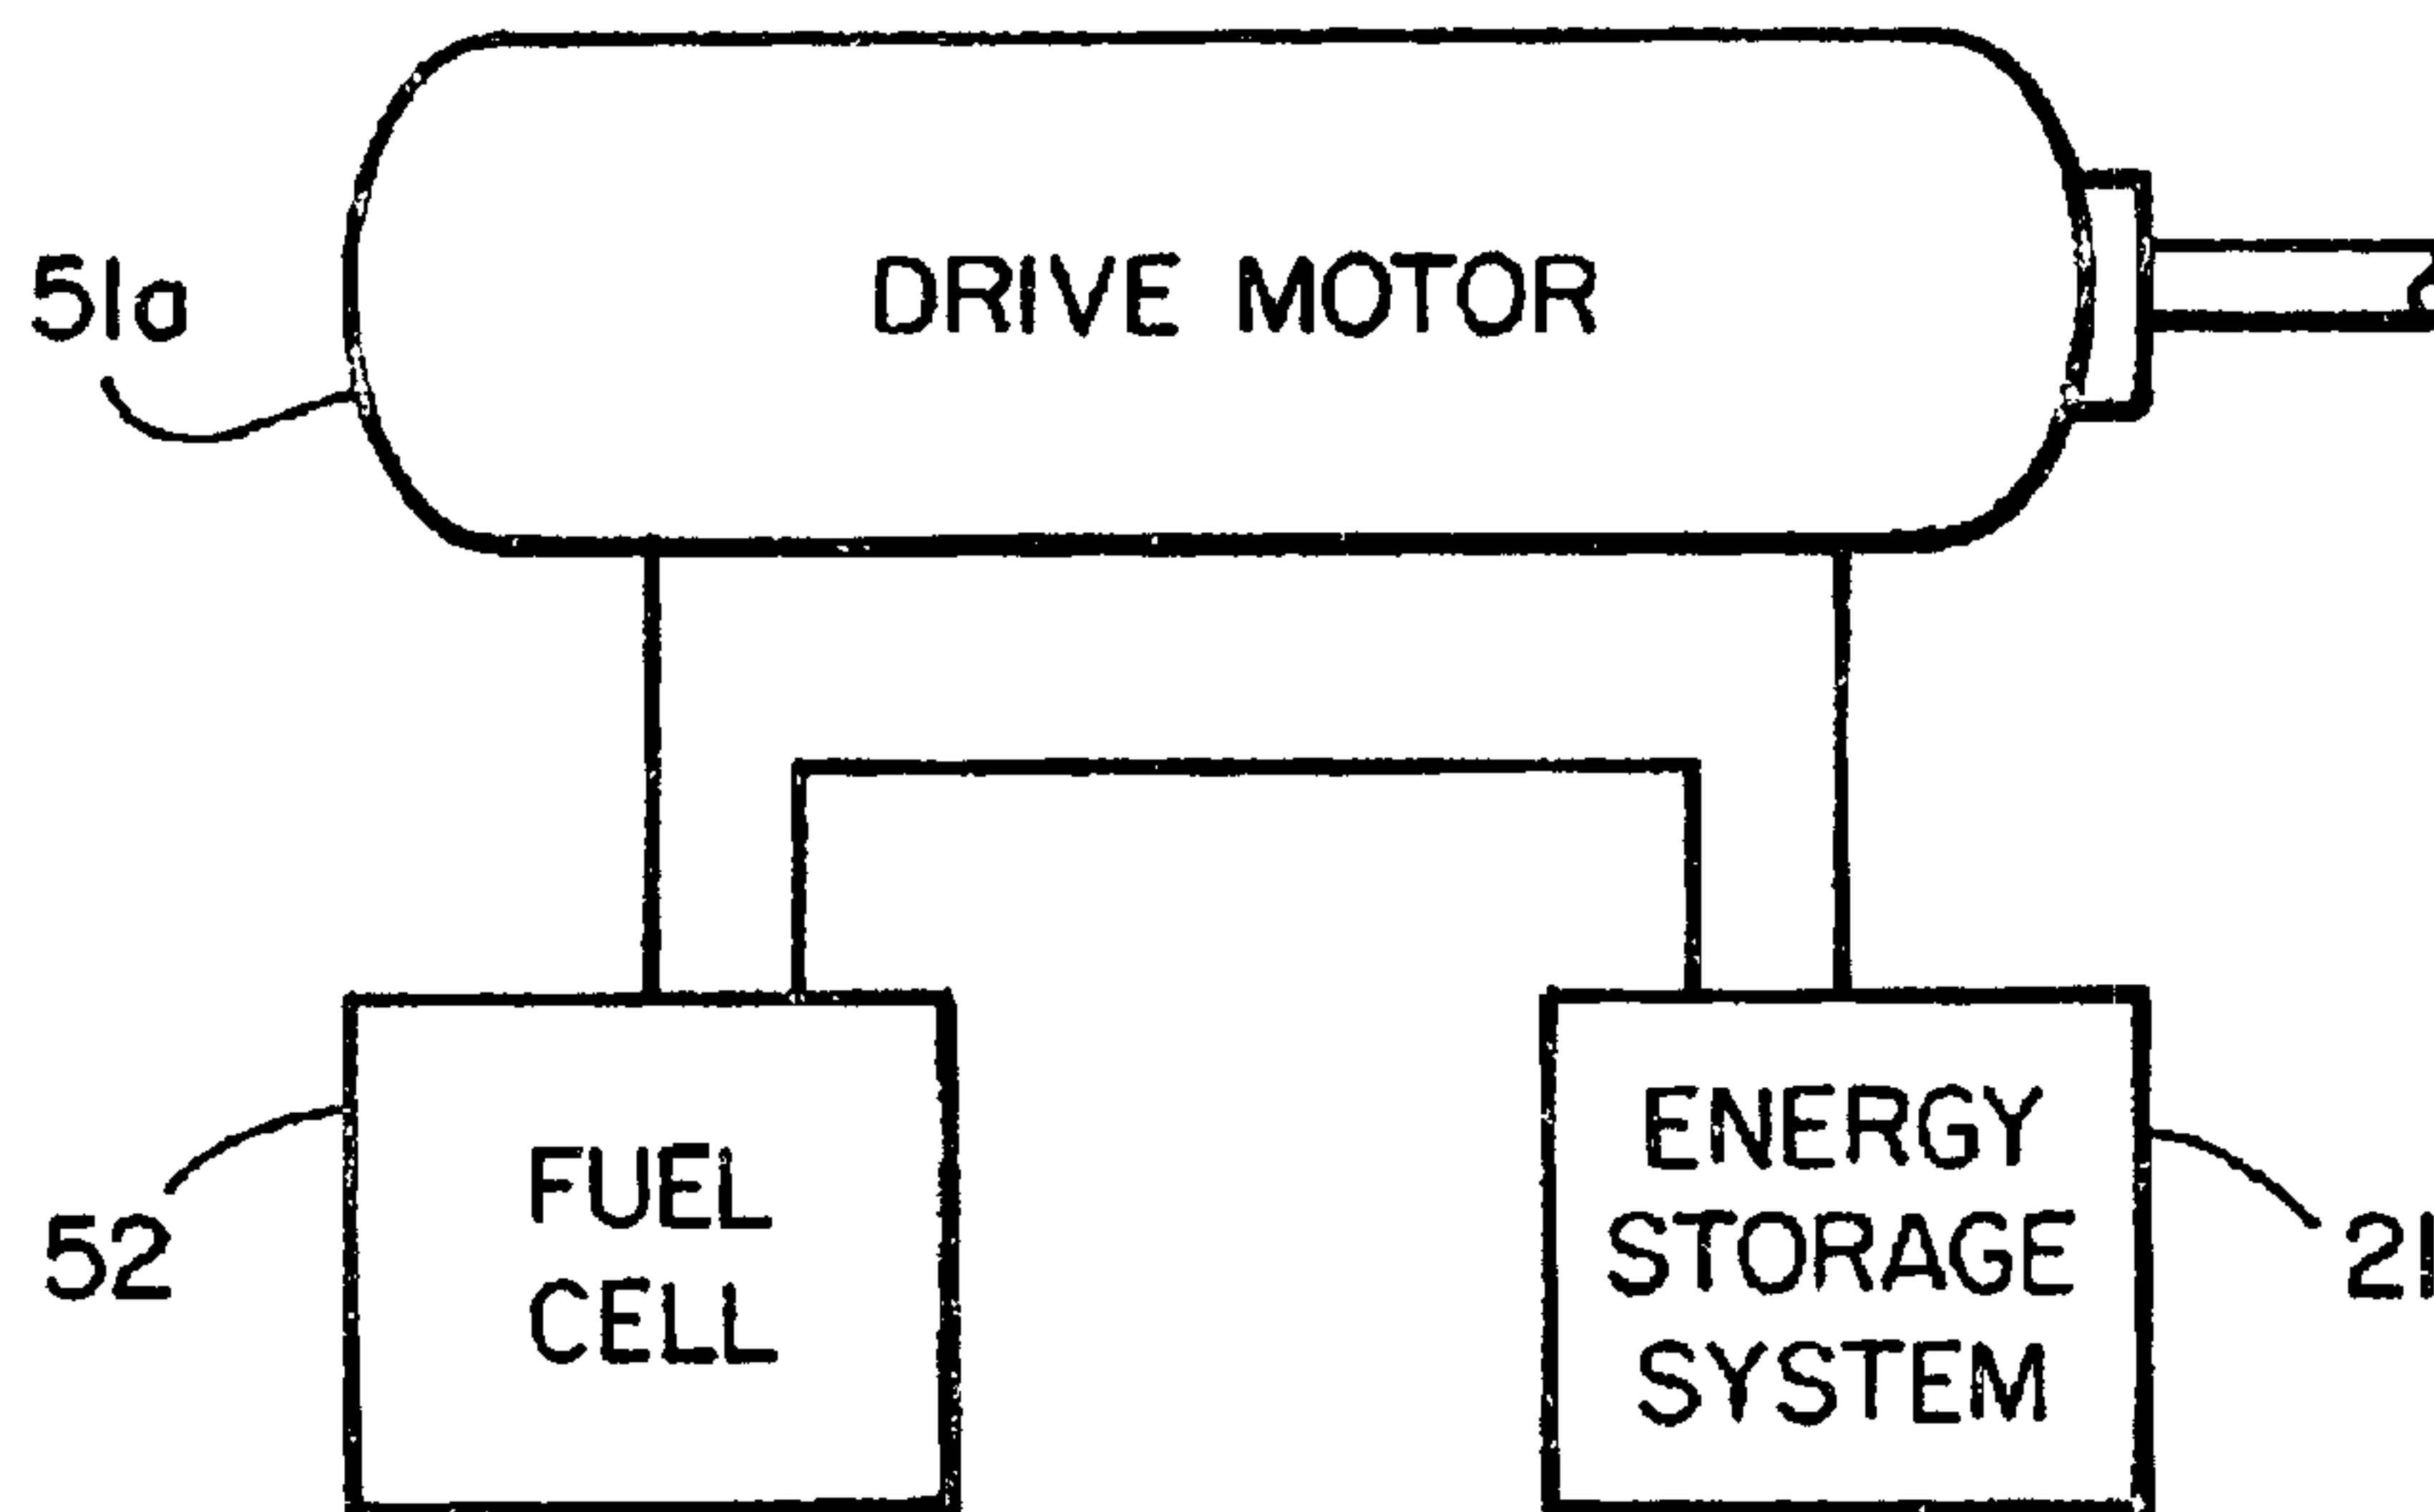 51a
DRIVE MOTOR
52
FUEL
CELL
ENERGY
STORAGE
SYSTEM